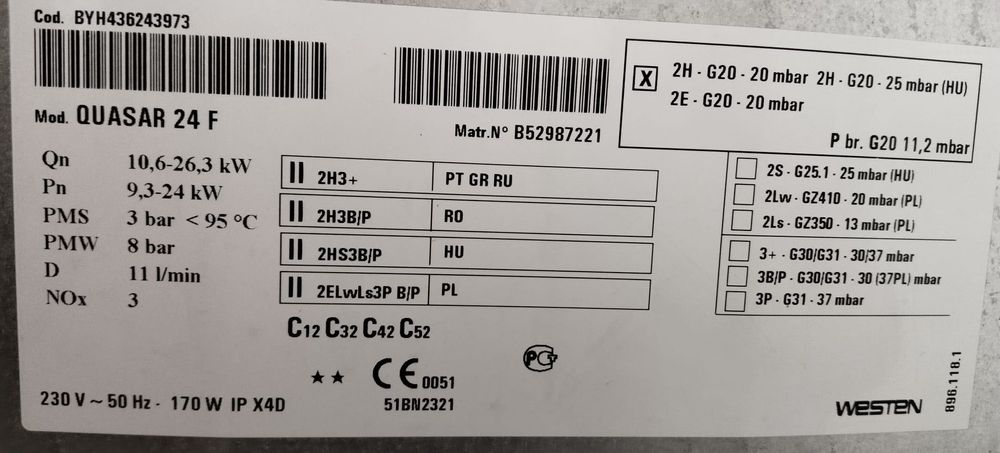 Cod. BYH436243973
Mod. QUASAR 24 F
Matr.N° B52987221
X 2H - G20 - 20 mbar 2H - G20 - 25 mbar (HU)
2E - G20 - 20 mbar
P br. G20 11,2 mbar
Qn 10,6-26,3 kW
Pn 9,3-24 kW
PMS 3 bar < 95 °C
PMW 8 bar
D 11 l/min
NOx 3
II 2H3+ PT GR RU
II 2H3B/P RO
II 2HS3B/P HU
II 2ELwLs3P B/P PL
2S - G25.1 - 25 mbar (HU)
2Lw - GZ410 - 20 mbar (PL)
2Ls - GZ350 - 13 mbar (PL)
3+ - G30/G31 - 30/37 mbar
3B/P - G30/G31 - 30 (37PL) mbar
3P - G31 - 37 mbar
C12 C32 C42 C52
★★ CE 0051
51BN2321
PCT
230 V ~ 50 Hz - 170 W IP X4D
WESTEN
896.118.1